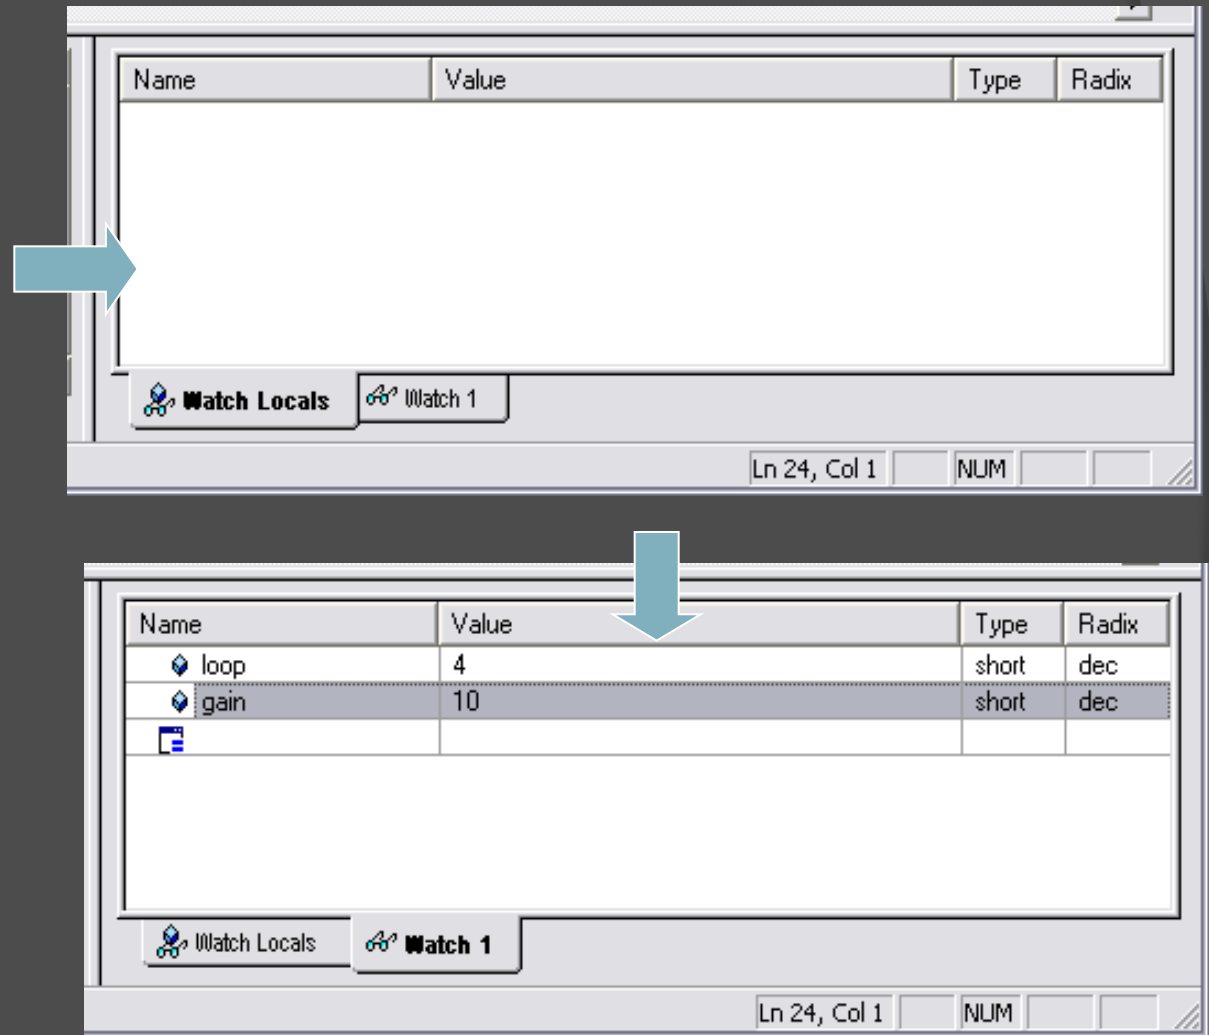 Name Value Type Radix
Watch Locals Watch 1
Ln 24, Col 1 NUM
Name Value Type Radix
loop 4 short dec
gain 10 short dec
Watch Locals Watch 1
Ln 24, Col 1 NUM